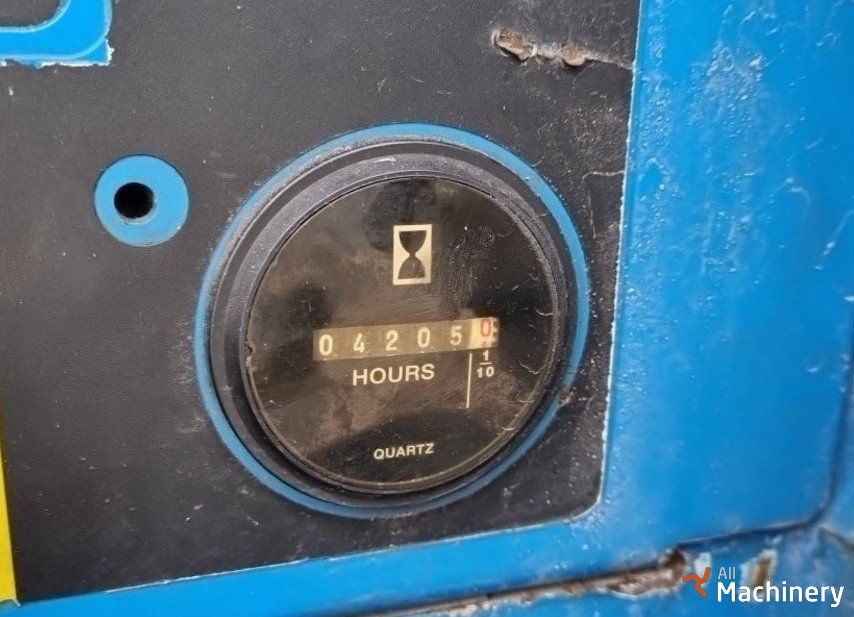 042050
HOURS
1
10
QUARTZ
All
Machinery